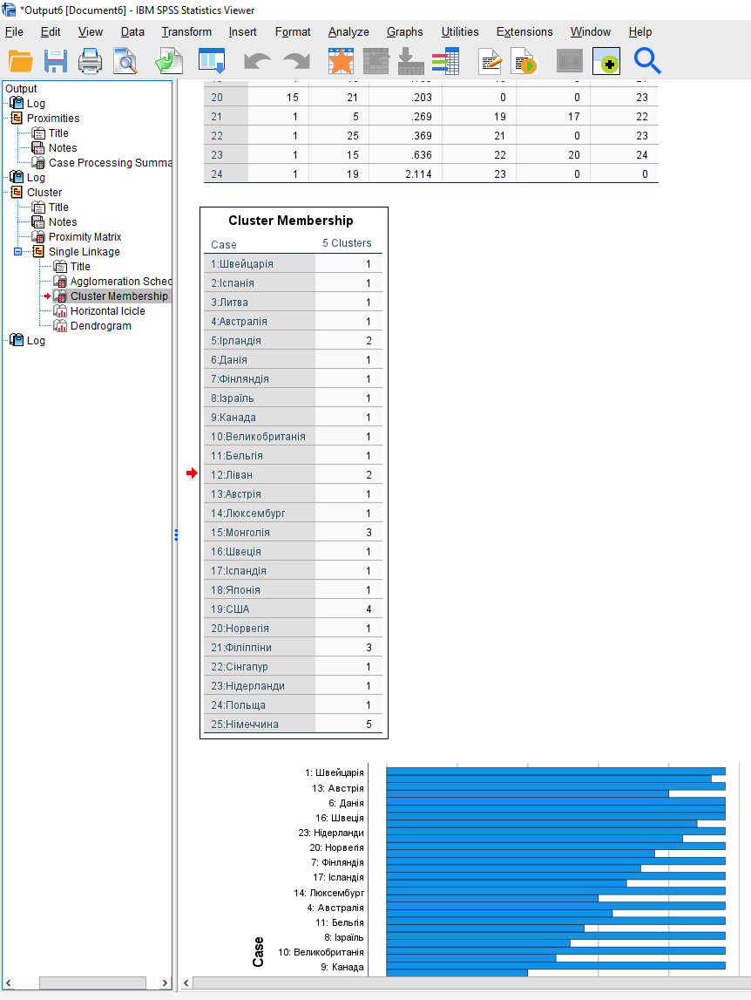 *Output6 [Document6] - IBM SPSS Statistics Viewer
File Edit View Data Transform Insert Format Analyze Graphs Utilities Extensions Window Help
Output
Log
Proximities
Title
Notes
Case Processing Summa
Log
Cluster
Title
Notes
Proximity Matrix
Single Linkage
Title
Agglomeration Sched
Cluster Membership
Horizontal Icicle
Dendrogram
Log
20 15 21 .203 0 0 23
21 1 5 .269 19 17 22
22 1 25 .369 21 0 23
23 1 15 .636 22 20 24
24 1 19 2.114 23 0 0
Cluster Membership
Case 5 Clusters
1:Швейцарія 1
2:Іспанія 1
3:Литва 1
4:Австралія 1
5:Ірландія 2
6:Данія 1
7:Фінляндія 1
8:Ізраїль 1
9:Канада 1
10:Великобританія 1
11:Бельгія 1
12:Ліван 2
13:Австрія 1
14:Люксембург 1
15:Монголія 3
16:Швеція 1
17:Ісландія 1
18:Японія 1
19:США 4
20:Норвегія 1
21:Філіппіни 3
22:Сінгапур 1
23:Нідерланди 1
24:Польща 1
25:Німеччина 5
1: Швейцарія
13: Австрія
6: Данія
16: Швеція
23: Нідерланди
20: Норвегія
7: Фінляндія
17: Ісландія
14: Люксембург
4: Австралія
11: Бельгія
8: Ізраїль
10: Великобританія
9: Канада
Case